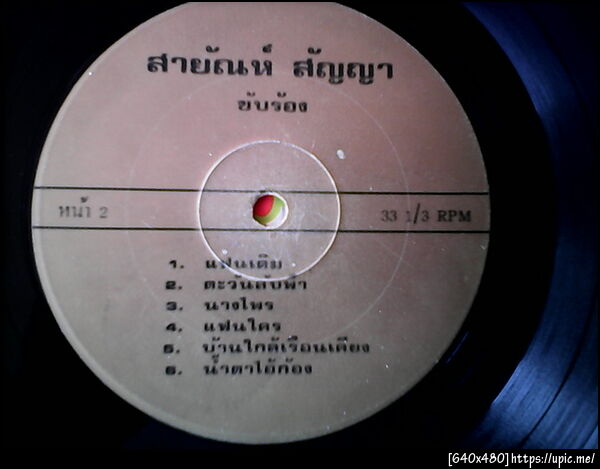 สายัณห์ สัญญา
ขับร้อง
หน้า 2
33 1/3 RPM
1. แฟนเดิม
2. ตะวันลับฟ้า
3. นางไพร
4. แฟนใคร
5. บ้านใกล้เรือนเคียง
6. น้ำตาไอ้ก้อง
[640x480]https://upic.me/